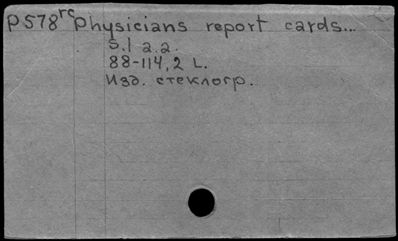 P578rc Physicians report cards...
S.l a.a.
88-114, 2 L.
Изд. стеклогр.